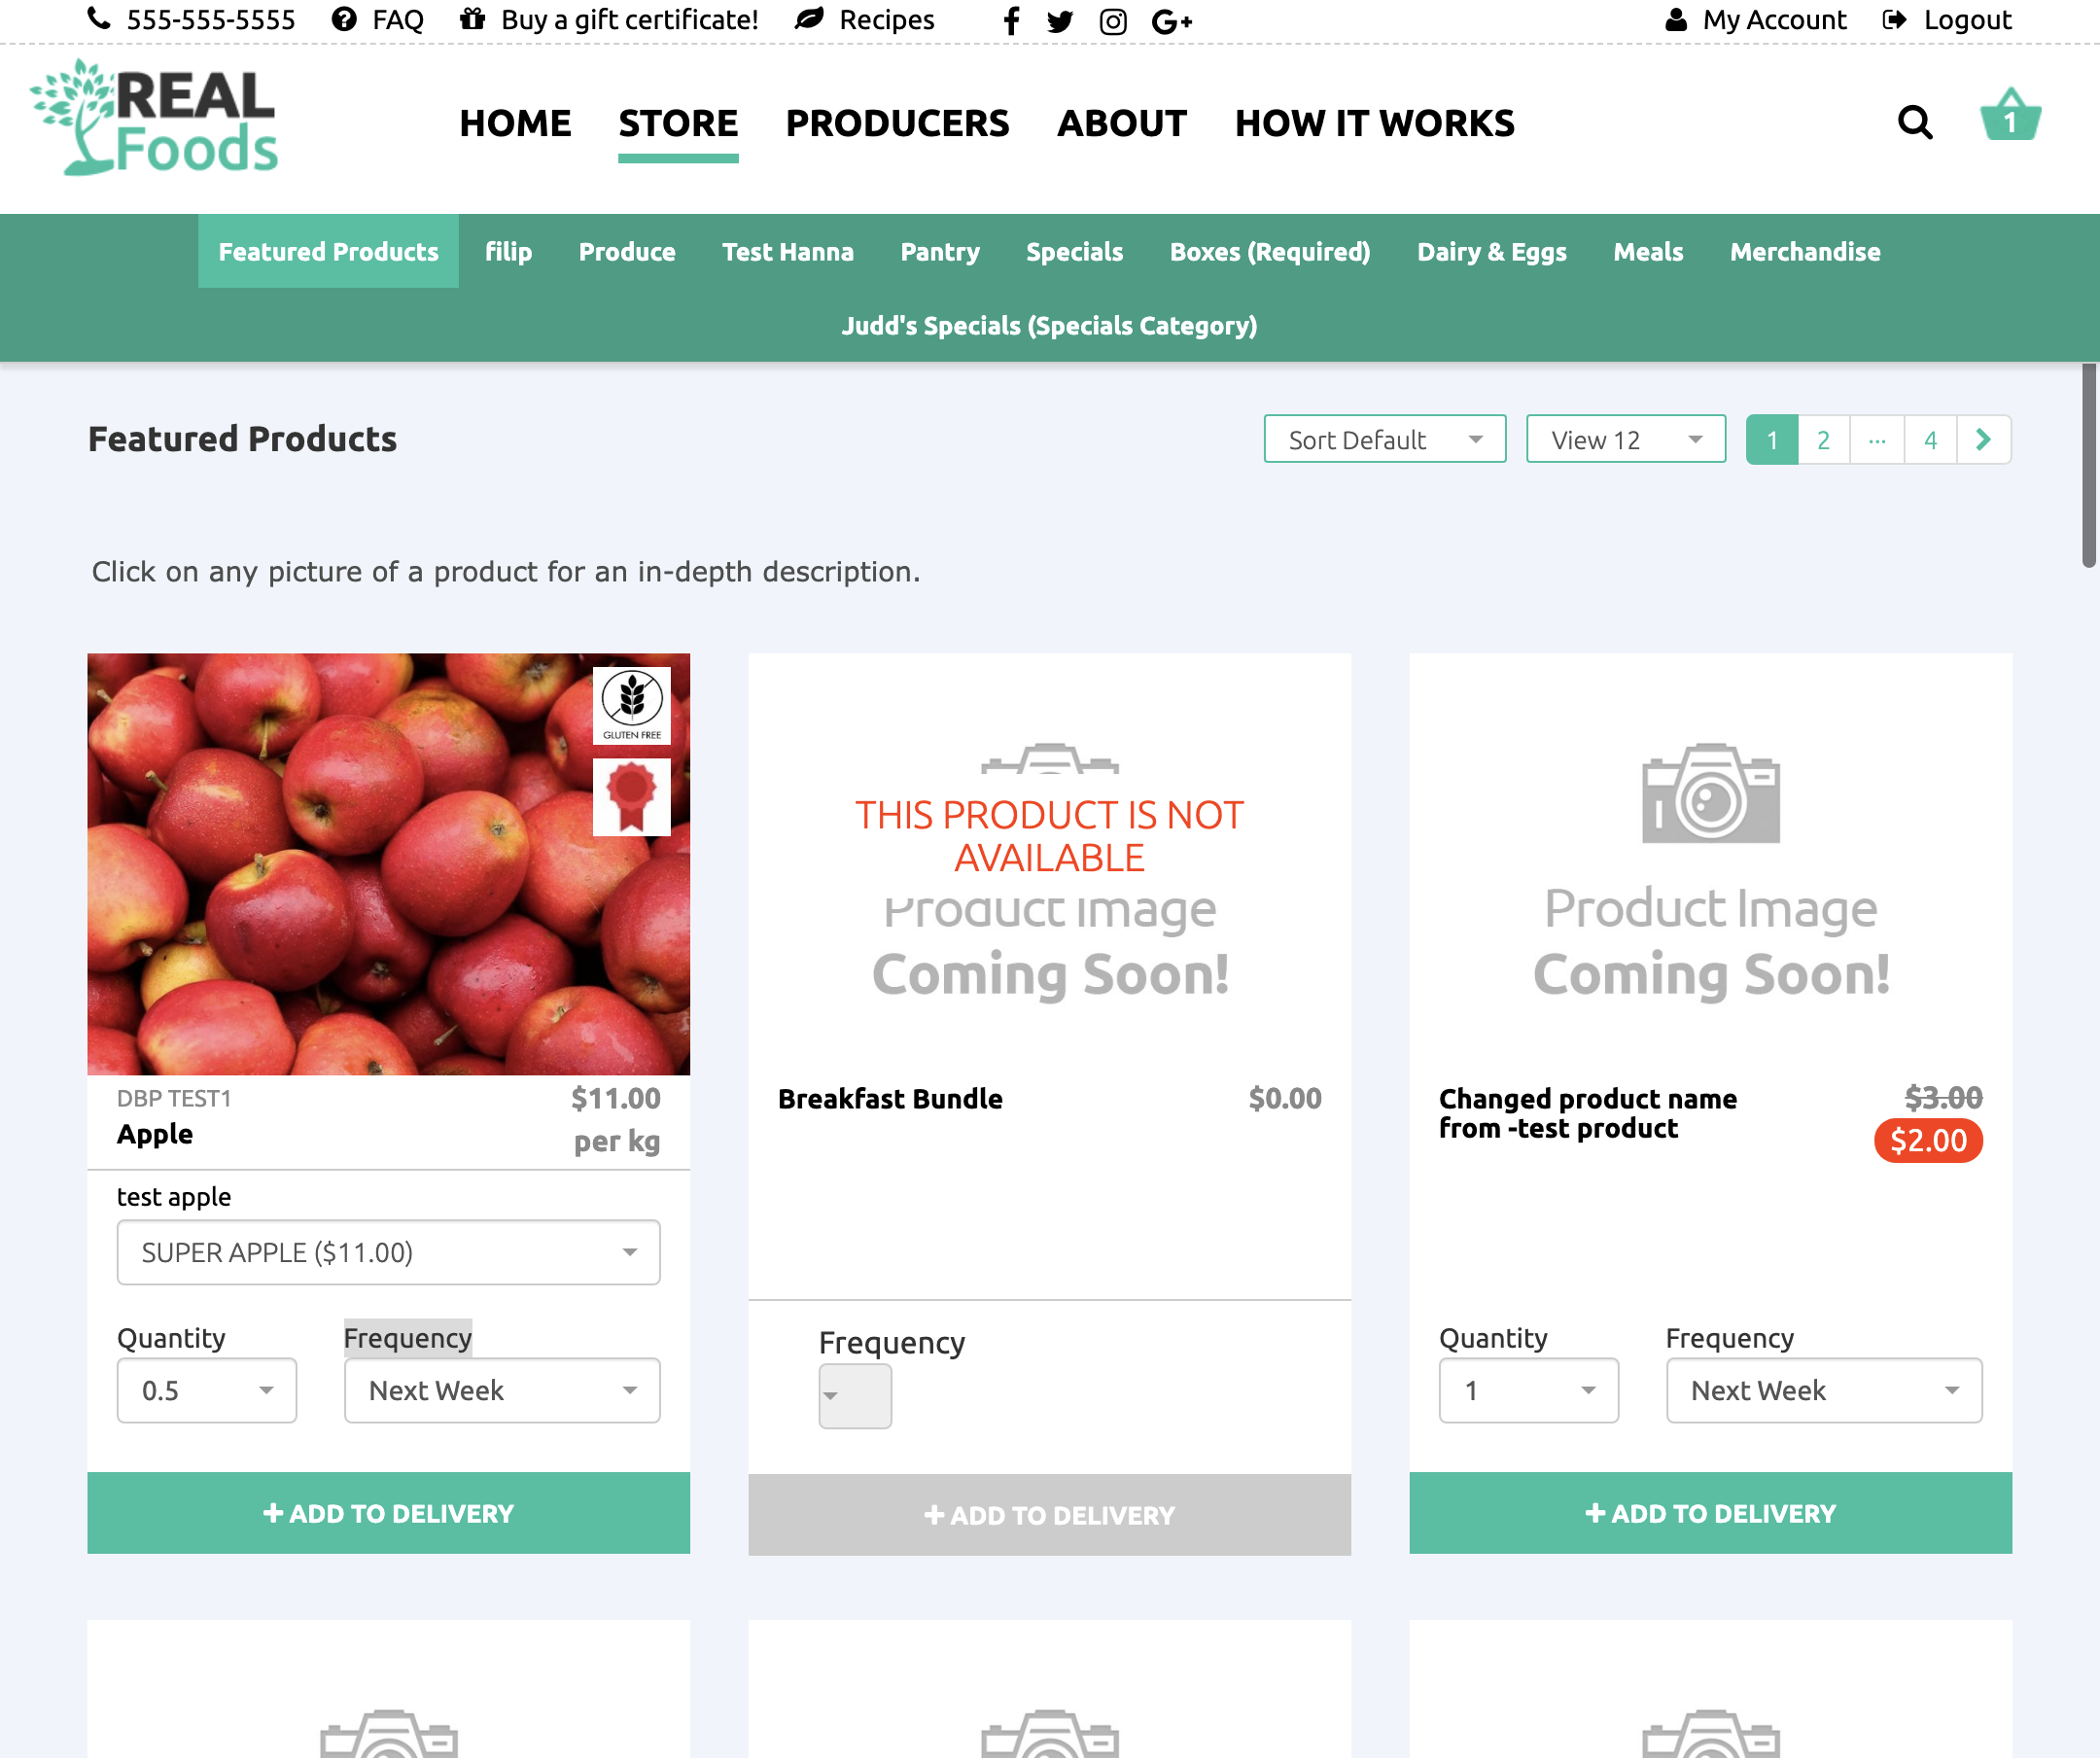 555-555-5555 FAQ Buy a gift certificate! Recipes My Account Logout
REAL
Foods
HOME STORE PRODUCERS ABOUT HOW IT WORKS
1
Featured Products filip Produce Test Hanna Pantry Specials Boxes (Required) Dairy & Eggs Meals Merchandise
Judd's Specials (Specials Category)
Featured Products
Sort Default View 12 1 2 ... 4
Click on any picture of a product for an in-depth description.
GLUTEN FREE
DBP TEST1
Apple
$11.00
per kg
test apple
SUPER APPLE ($11.00)
Quantity Frequency
0.5 Next Week
+ ADD TO DELIVERY
THIS PRODUCT IS NOT
AVAILABLE
Product Image
Coming Soon!
Breakfast Bundle $0.00
Frequency
+ ADD TO DELIVERY
Product Image
Coming Soon!
Changed product name
from -test product
$3.00
$2.00
Quantity Frequency
1 Next Week
+ ADD TO DELIVERY